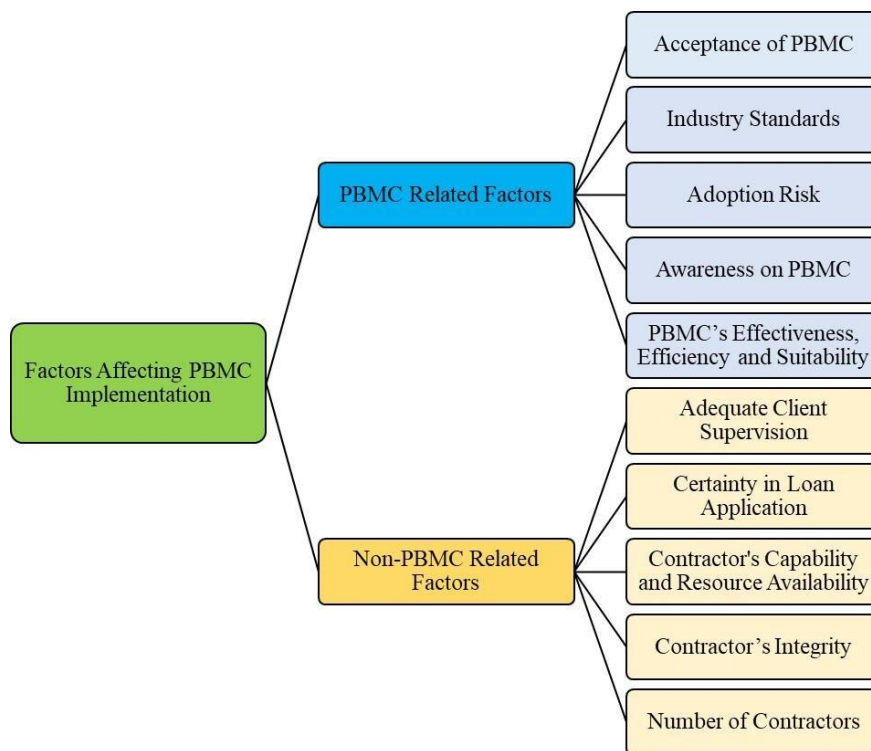 Factors Affecting PBMC
Implementation
PBMC Related Factors
Acceptance of PBMC
Industry Standards
Adoption Risk
Awareness on PBMC
PBMC’s Effectiveness,
Efficiency and Suitability
Non-PBMC Related
Factors
Adequate Client
Supervision
Certainty in Loan
Application
Contractor's Capability
and Resource Availability
Contractor’s Integrity
Number of Contractors